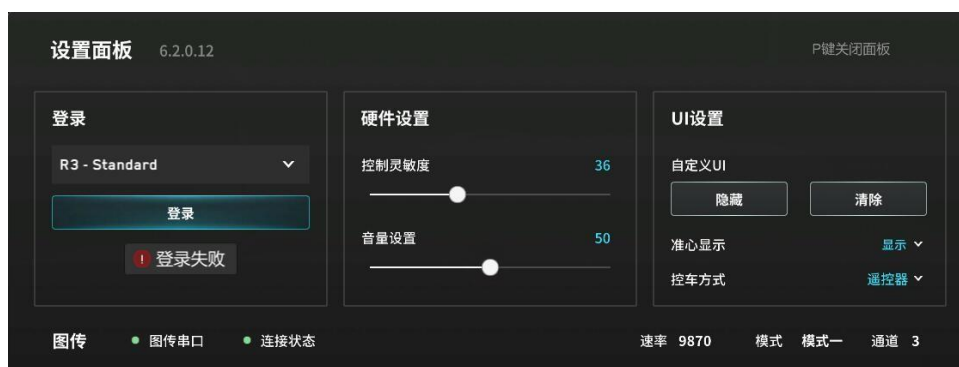 设置面板 6.2.0.12 P键关闭面板
登录
R3 - Standard
登录
登录失败
硬件设置
控制灵敏度 36
音量设置 50
UI设置
自定义UI
隐藏 清除
准心显示 显示
控车方式 遥控器
图传 图传串口 连接状态 速率 9870 模式 模式一 通道 3